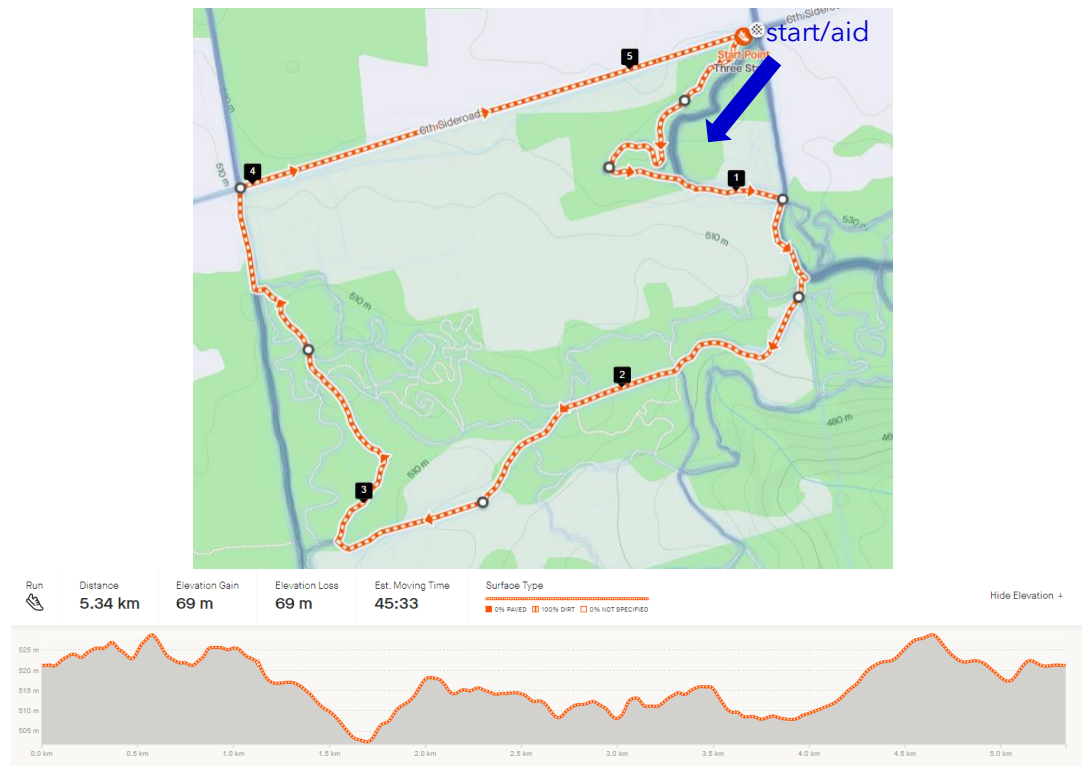 6th Sideroad
start/aid
Start Point
5
6th Sideroad
510 m
4
1
530
510 m
510 m
2
480 m
510 m
3
Run
Distance
Elevation Gain
Elevation Loss
Est. Moving Time
Surface Type
5.34 km
69 m
69 m
45:33
0% PAVED
100% DIRT
0% NOT SPECIFIED
Hide Elevation
525 m
520 m
515 m
510 m
505 m
0.0 km
0.5 km
1.0 km
1.5 km
2.0 km
2.5 km
3.0 km
3.5 km
4.0 km
4.5 km
5.0 km